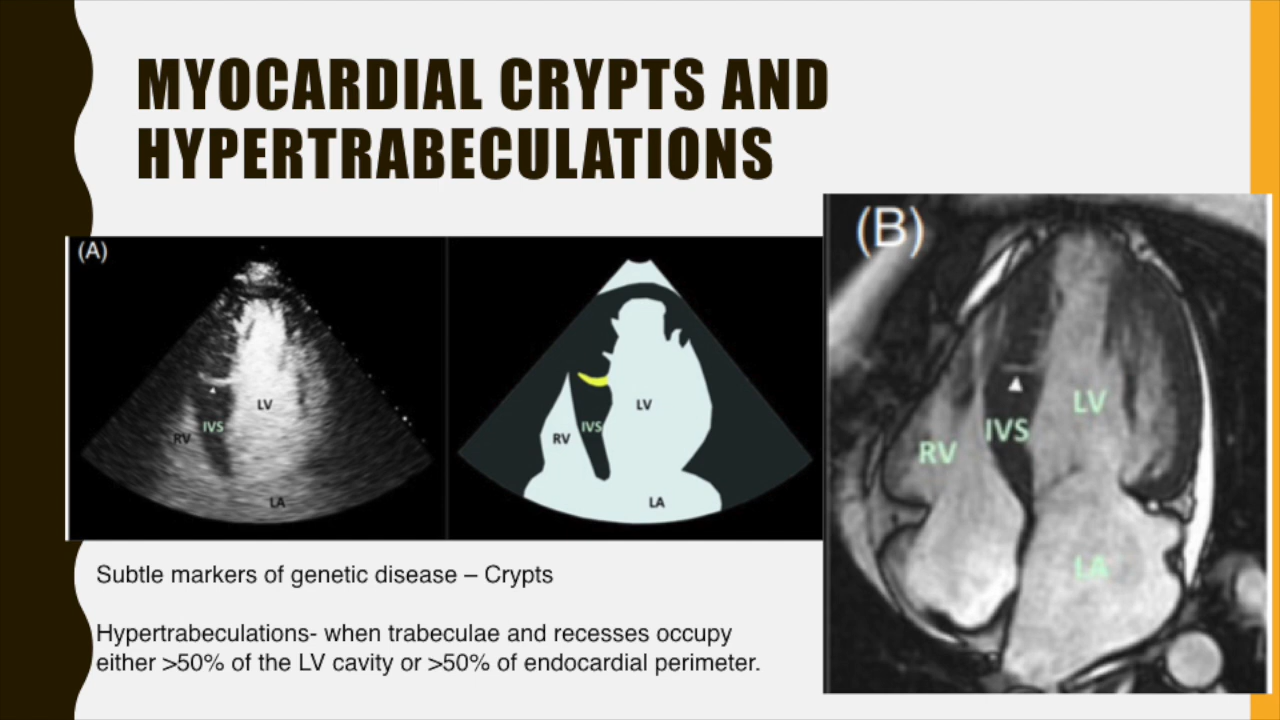 MYOCARDIAL CRYPTS AND
HYPERTRABECULATIONS
(A)
LV
IVS
RV
LA
LV
IVS
RV
LA
(B)
LV
IVS
RV
LA
Subtle markers of genetic disease – Crypts
Hypertrabeculations- when trabeculae and recesses occupy
either >50% of the LV cavity or >50% of endocardial perimeter.